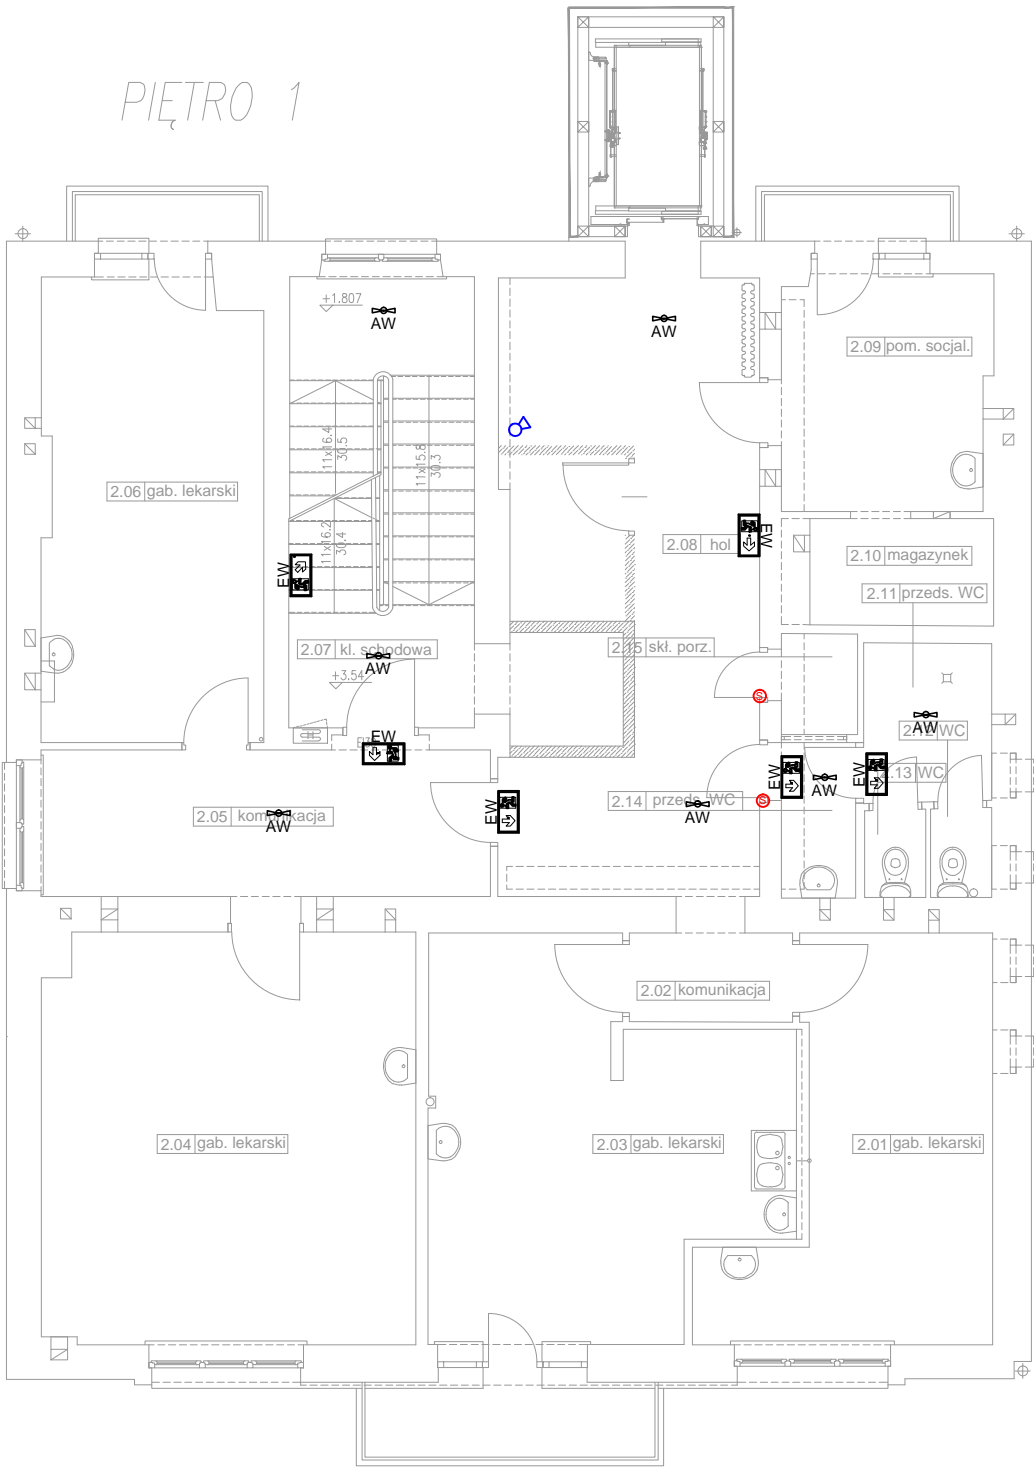 PIĘTRO 1
+1.807
AW
AW
2.09 pom. socjal.
11x16.4
30.5
11x15.8
30.3
2.06 gab. lekarski
11x16.2
30.4
EW
2.08 hol
EW
2.10 magazynek
2.11 przeds. WC
2.07 kl. schodowa
AW
+3.54
2.15 skł. porz.
S
AW
2.12 WC
EW
EW
AW
EW
2.13 WC
2.05 komunikacja
AW
EW
2.14 przeds. WC
AW
S
2.02 komunikacja
2.04 gab. lekarski
2.03 gab. lekarski
2.01 gab. lekarski